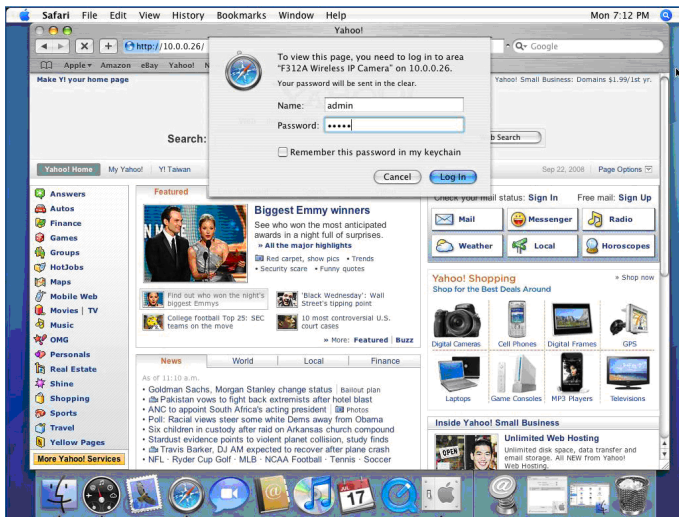 Safari File Edit View History Bookmarks Window Help Mon 7:12 PM
Yahoo!
http://10.0.0.26/
Google
Apple Amazon eBay Yahoo! N
To view this page, you need to log in to area
"F312A Wireless IP Camera" on 10.0.0.26.
Your password will be sent in the clear.
Name: admin
Password: •••••
Remember this password in my keychain
Cancel Log In
Make Y! your home page
Yahoo! Small Business: Domains $1.99/1st yr.
Search:
b Search
Yahoo! Home My Yahoo! Y! Taiwan
Sep 22, 2008 Page Options
Answers
Autos
Finance
Games
Groups
HotJobs
Maps
Mobile Web
Movies | TV
Music
OMG
Personals
Real Estate
Shine
Shopping
Sports
Travel
Yellow Pages
More Yahoo! Services
Featured
Biggest Emmy winners
See who won the most anticipated
awards in a night full of surprises.
» All the major highlights
Red carpet, show pics • Trends
• Security scare • Funny quotes
Find out who won the night's
biggest Emmys
'Black Wednesday': Wall
Street's tipping point
College football Top 25: SEC
teams on the move
10 most controversial U.S.
court cases
» More: Featured | Buzz
News World Local Finance
As of 11:10 a.m.
• Goldman Sachs, Morgan Stanley change status | Bailout plan
• Pakistan vows to fight back extremists after hotel blast
• ANC to appoint South Africa's acting president | Photos
• Poll: Racial views steer some white Dems away from Obama
• Six children in custody after raid on Arkansas church compound
• Stardust evidence points to violent planet collision, study finds
• Travis Barker, DJ AM expected to recover after plane crash
• NFL · Ryder Cup Golf · MLB · NCAA Football · Tennis · Soccer
Check your mail status: Sign In Free mail: Sign Up
Mail Messenger Radio
Weather Local Horoscopes
Yahoo! Shopping » Shop now
Shop for the Best Deals Around
Digital Cameras Cell Phones Digital Frames GPS
Laptops Game Consoles MP3 Players Televisions
Inside Yahoo! Small Business
OPEN
Unlimited Web Hosting
Unlimited disk space, data transfer and
email storage. All NEW from Yahoo!
Web Hosting.
JUL
17